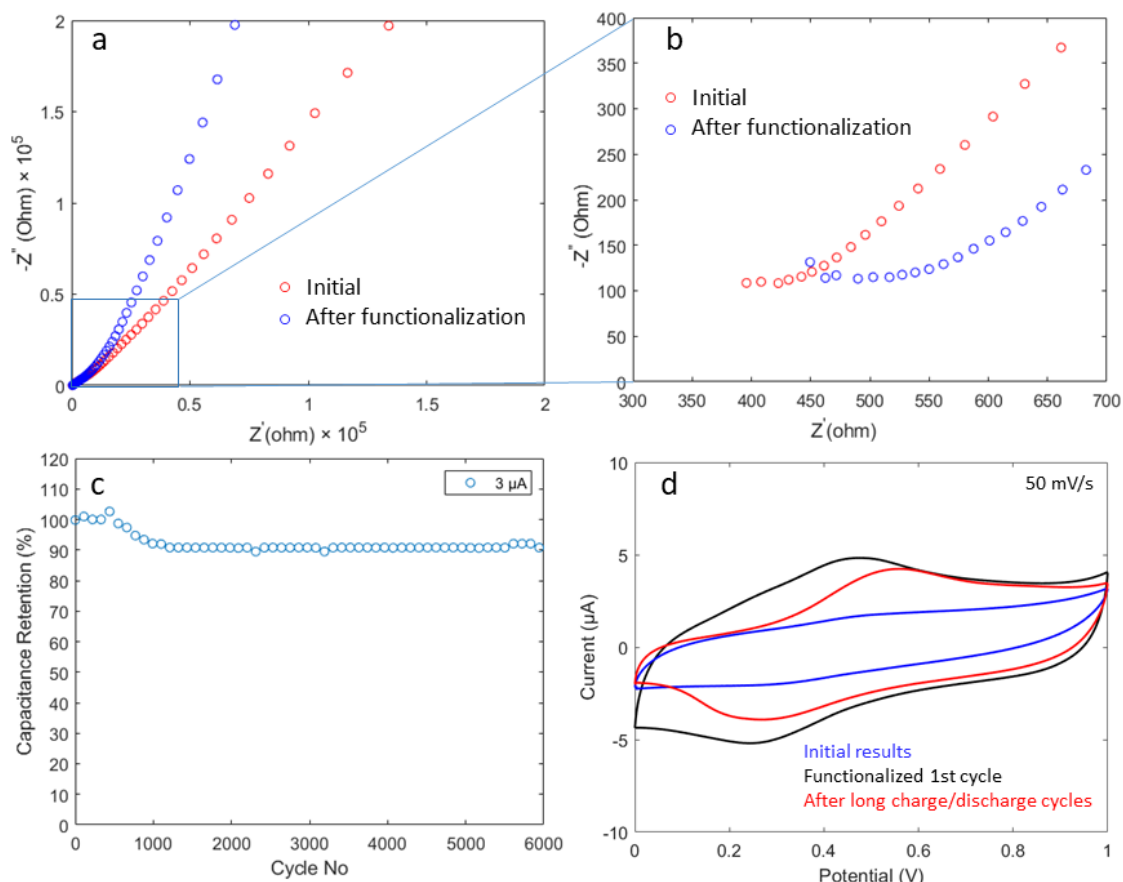 a
2
1.5
1
0.5
0
-Z" (Ohm) × 10⁵
Initial
After functionalization
0
0.5
1
1.5
2
Z'(ohm) × 10⁵
b
400
350
300
250
200
150
100
50
0
-Z" (Ohm)
Initial
After functionalization
300
400
450
500
550
600
650
700
Z'(ohm)
c
120
110
100
90
80
70
60
50
40
30
20
10
0
Capacitance Retention (%)
3 µA
0
1000
2000
3000
4000
5000
6000
Cycle No
d
50 mV/s
10
5
0
-5
-10
Current (µA)
Initial results
Functionalized 1st cycle
After long charge/discharge cycles
0
0.2
0.4
0.6
0.8
1
Potential (V)